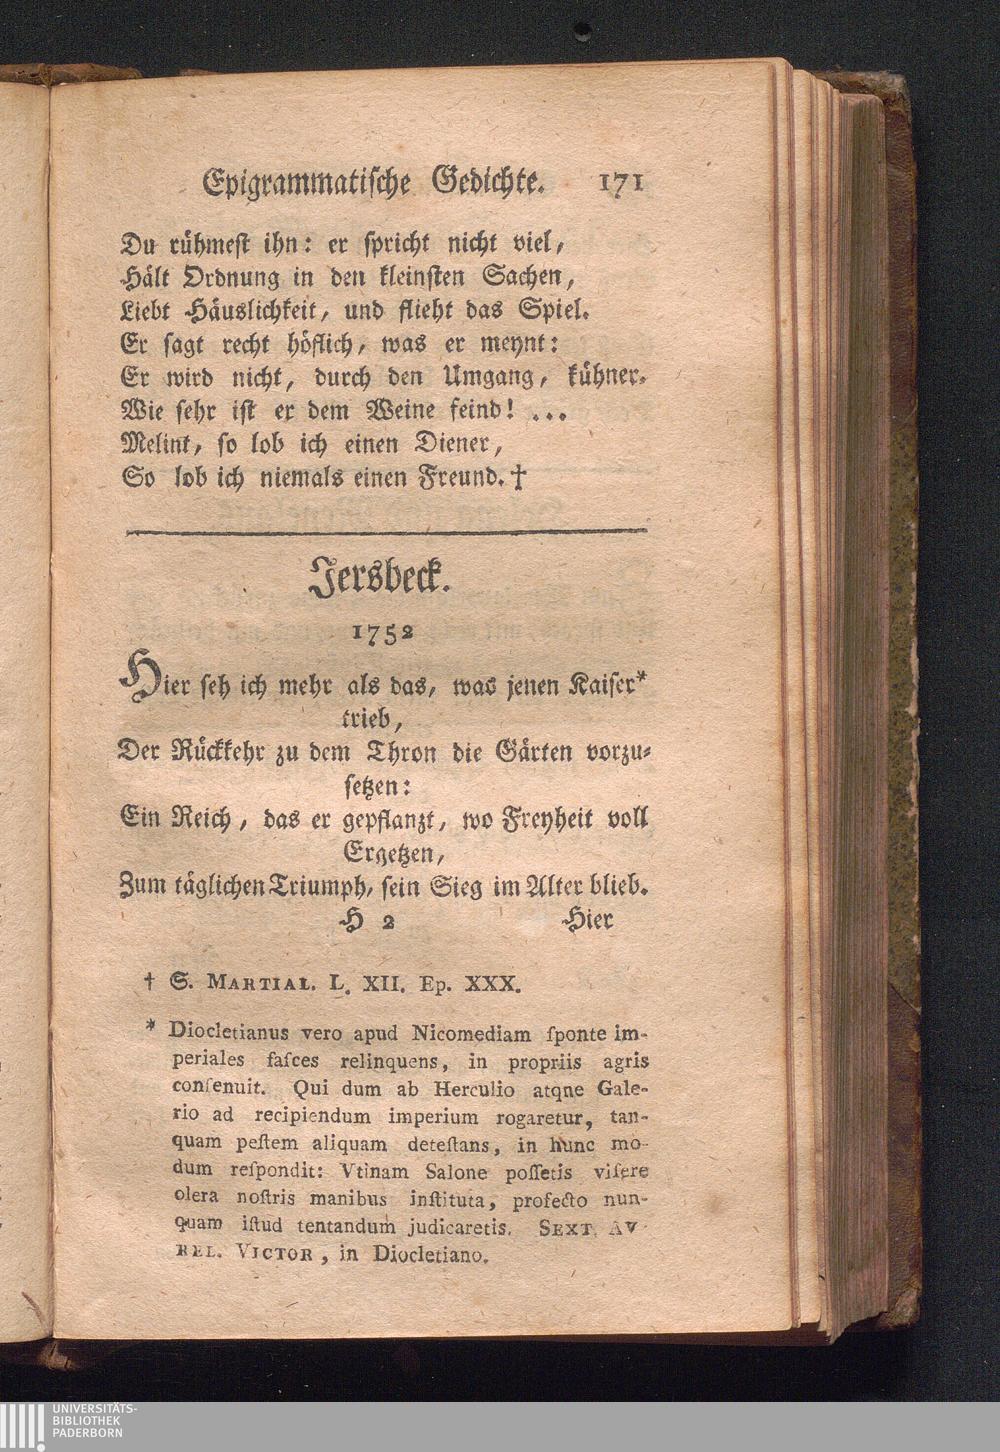 Epigrammatische Gedichte. 171
Du rühmest ihn: er spricht nicht viel,
Hält Ordnung in den kleinsten Sachen,
Liebt Häuslichkeit, und flieht das Spiel.
Er sagt recht höflich, was er meynt:
Er wird nicht, durch den Umgang, kühner.
Wie sehr ist er dem Weine feind! ...
Melint, so lob ich einen Diener,
So lob ich niemals einen Freund.†
Jersbeck.
1752
Hier seh ich mehr als das, was jenen Kaiser*
trieb,
Der Rückkehr zu dem Thron die Gärten vorzu-
setzen:
Ein Reich, das er gepflanzt, wo Freyheit voll
Ergetzen,
Zum täglichen Triumph, sein Sieg im Alter blieb.
H 2 Hier
† S. MARTIAL. L. XII. Ep. XXX.
* Diocletianus vero apud Nicomediam ſponte im-
periales faſces relinquens, in propriis agris
conſenuit. Qui dum ab Herculio atqne Gale-
rio ad recipiendum imperium rogaretur, tan-
quam peſtem aliquam deteſtans, in hunc mo-
dum reſpondit: Vtinam Salone poſſetis viſere
olera noſtris manibus inſtituta, profecto nun-
quam iſtud tentandum judicaretis. SEXT. AV
REL. VICTOR, in Diocletiano.
UNIVERSITÄTS-
BIBLIOTHEK
PADERBORN